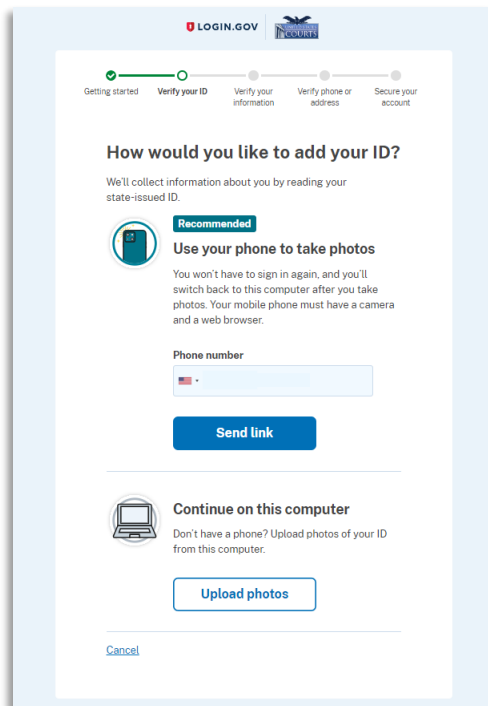 LOGIN.GOV
COURTS
Getting started
Verify your ID
Verify your
information
Verify phone or
address
Secure your
account
How would you like to add your ID?
We'll collect information about you by reading your
state-issued ID.
Recommended
Use your phone to take photos
You won't have to sign in again, and you'll
switch back to this computer after you take
photos. Your mobile phone must have a camera
and a web browser.
Phone number
Send link
Continue on this computer
Don't have a phone? Upload photos of your ID
from this computer.
Upload photos
Cancel